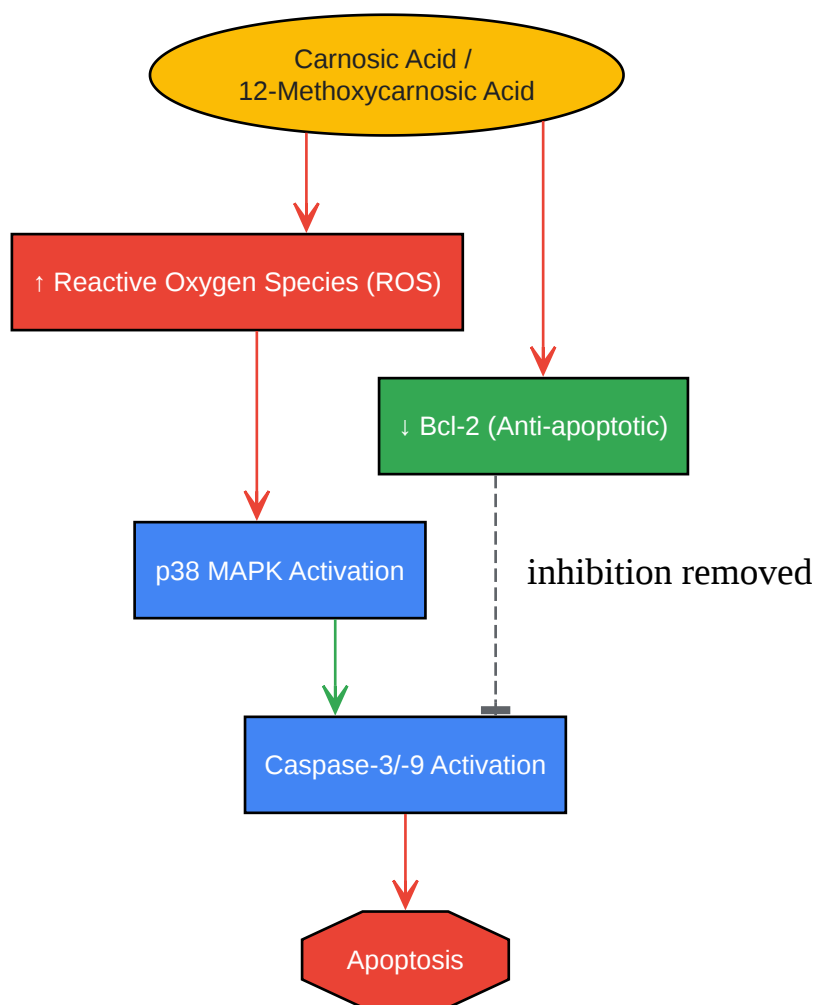 Carnosic Acid /
12-Methoxycarnosic Acid
↑ Reactive Oxygen Species (ROS)
↓ Bcl-2 (Anti-apoptotic)
p38 MAPK Activation
inhibition removed
Caspase-3/-9 Activation
Apoptosis